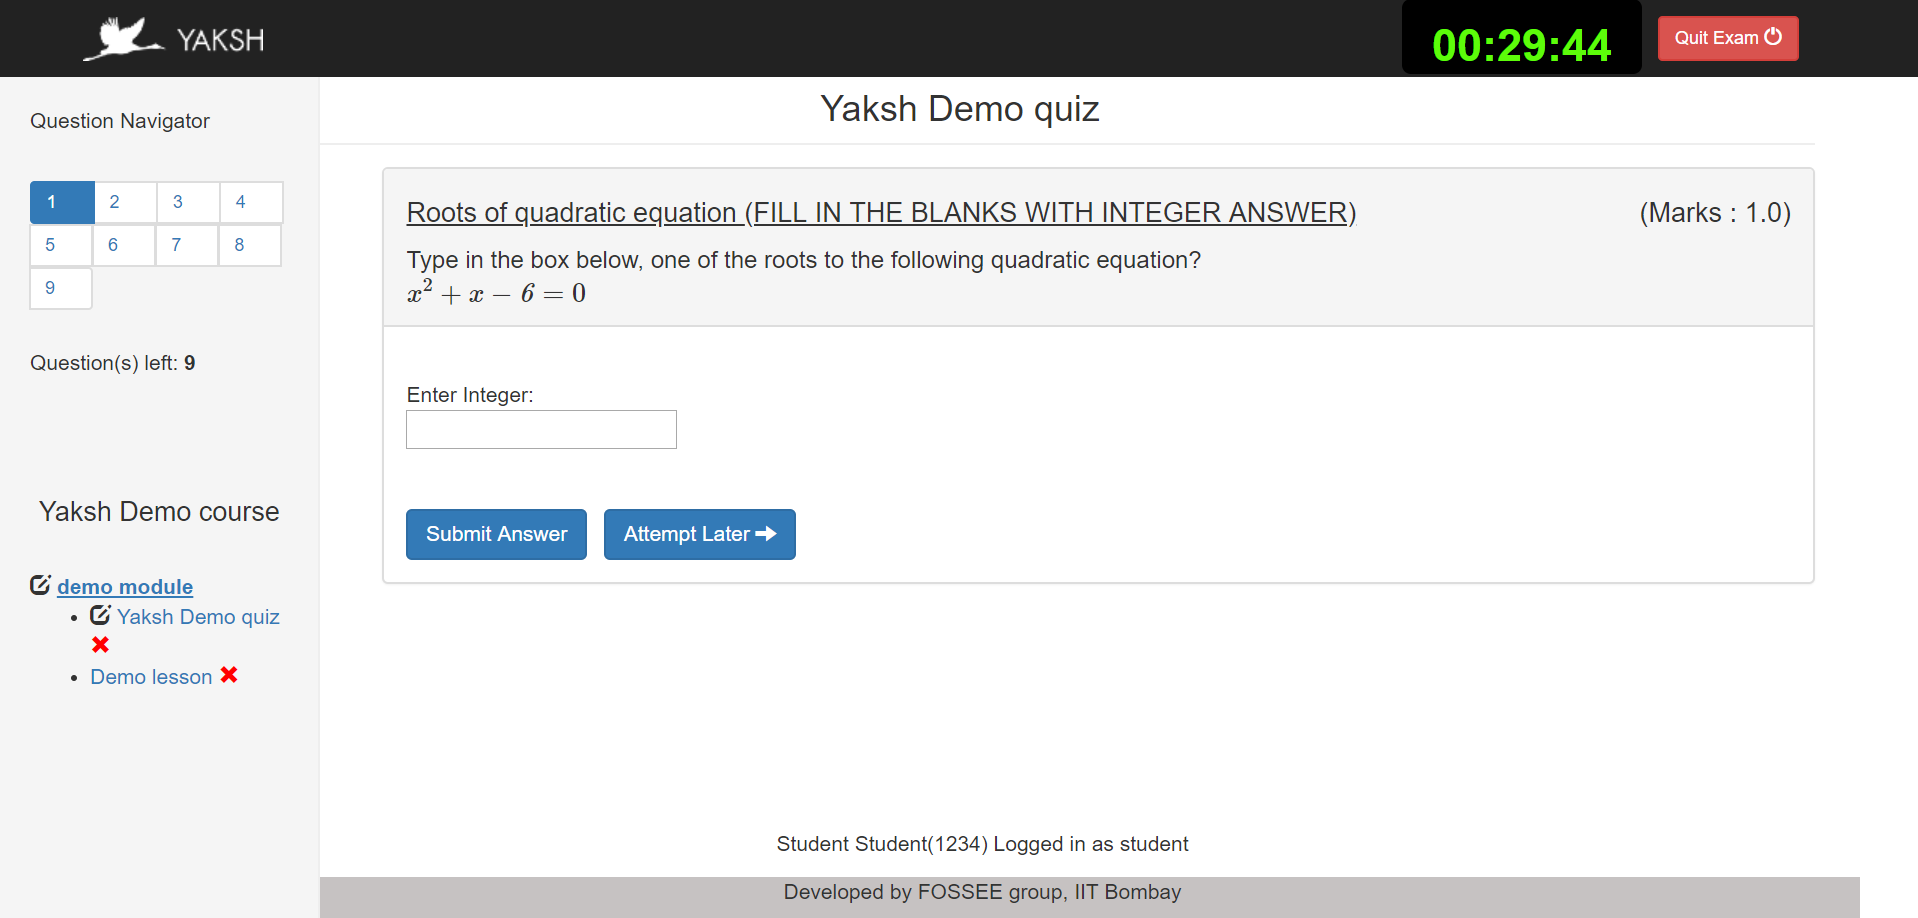 YAKSH
00:29:44
Quit Exam
Question Navigator
1 2 3 4
5 6 7 8
9
Question(s) left: 9
Yaksh Demo course
demo module
Yaksh Demo quiz
Demo lesson
Yaksh Demo quiz
Roots of quadratic equation (FILL IN THE BLANKS WITH INTEGER ANSWER) (Marks : 1.0)
Type in the box below, one of the roots to the following quadratic equation?
x² + x − 6 = 0
Enter Integer:
Submit Answer Attempt Later
Student Student(1234) Logged in as student
Developed by FOSSEE group, IIT Bombay